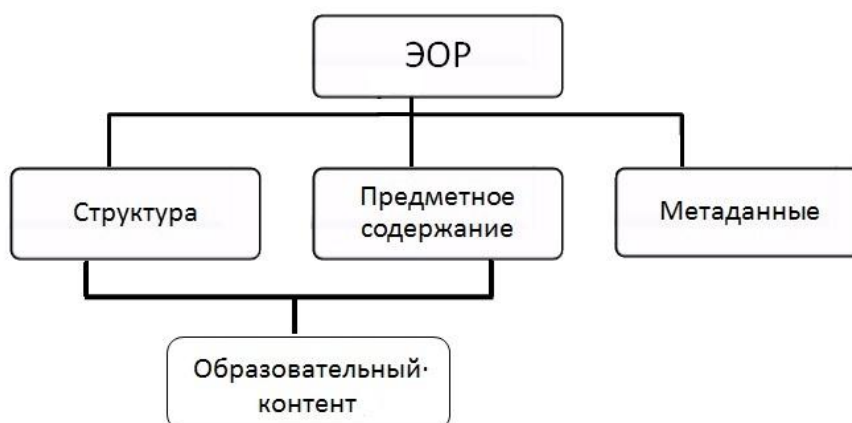 ЭОР
Структура
Предметное
содержание
Метаданные
Образовательный·
контент